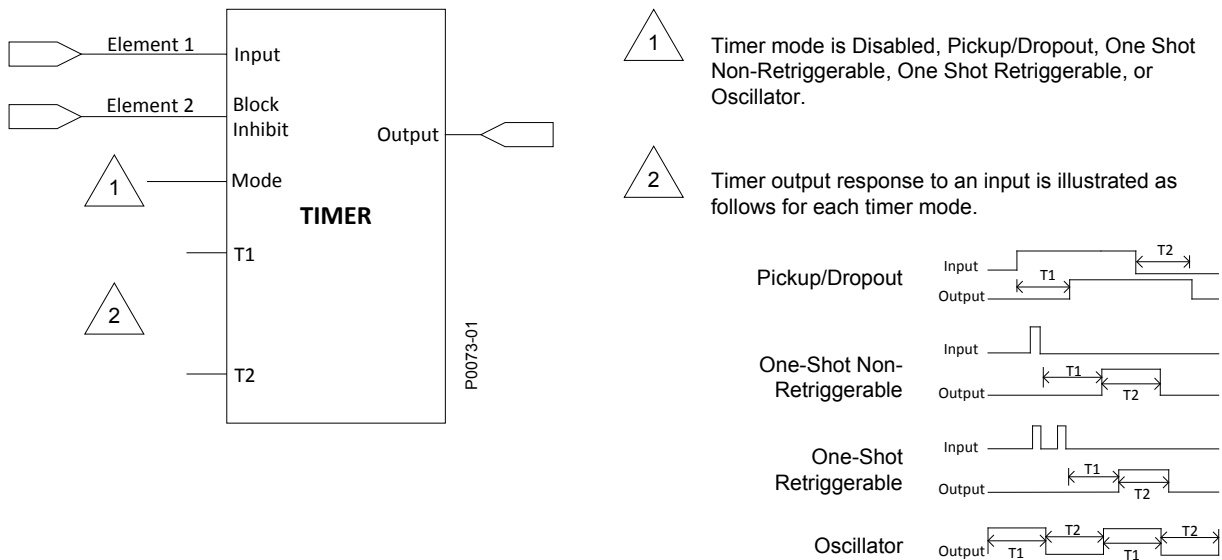 Element 1
Input
Element 2
Block
Inhibit
Output
1
Mode
TIMER
T1
2
T2
P0073-01
1
Timer mode is Disabled, Pickup/Dropout, One Shot
Non-Retriggerable, One Shot Retriggerable, or
Oscillator.
2
Timer output response to an input is illustrated as
follows for each timer mode.
Pickup/Dropout
Input
T2
T1
Output
One-Shot Non-
Retriggerable
Input
T1
Output
T2
One-Shot
Retriggerable
Input
T1
Output
T2
Oscillator
Output
T1
T2
T1
T2